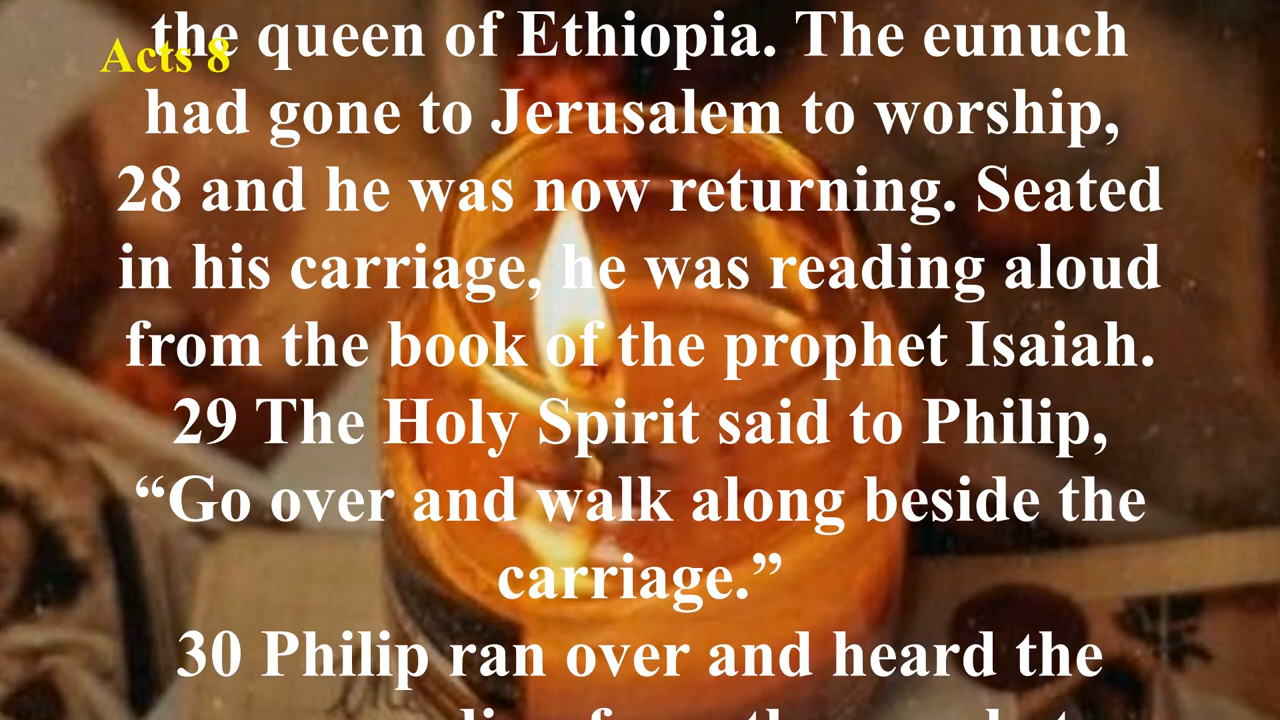 the queen of Ethiopia. The eunuch
Acts 8
had gone to Jerusalem to worship,
28 and he was now returning. Seated
in his carriage, he was reading aloud
from the book of the prophet Isaiah.
29 The Holy Spirit said to Philip,
“Go over and walk along beside the
carriage.”
30 Philip ran over and heard the